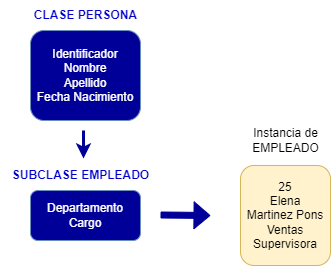 CLASE PERSONA
Identificador
Nombre
Apellido
Fecha Nacimiento
SUBCLASE EMPLEADO
Departamento
Cargo
Instancia de
EMPLEADO
25
Elena
Martinez Pons
Ventas
Supervisora